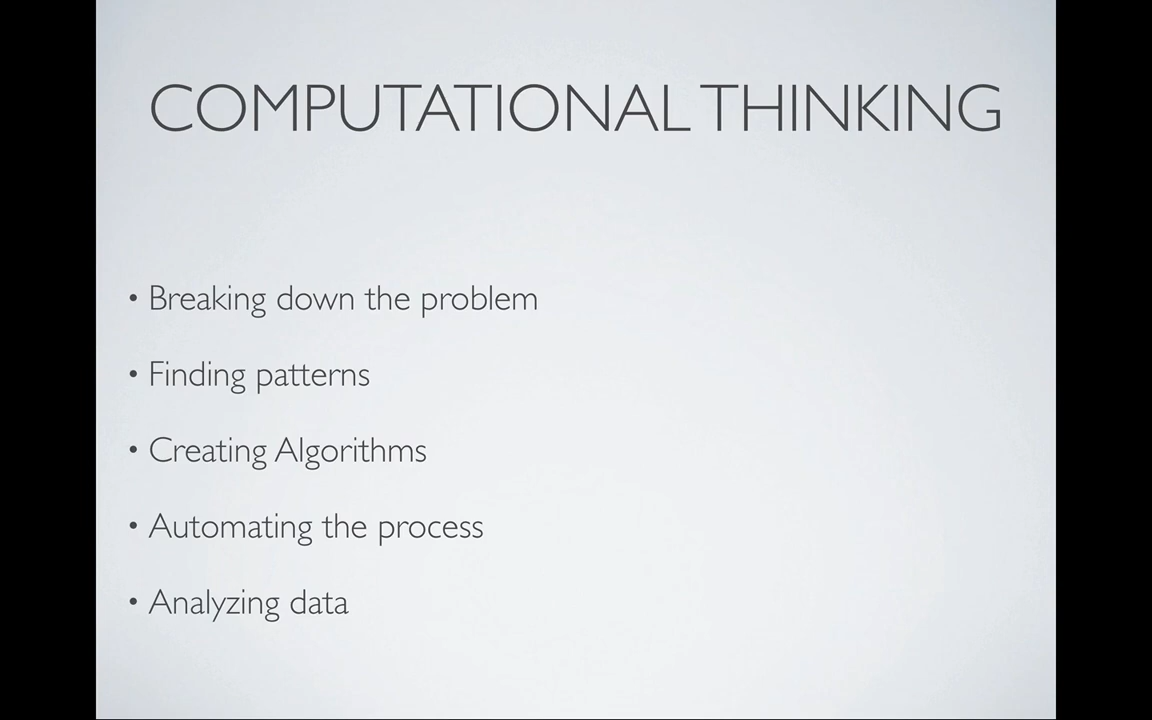 COMPUTATIONAL THINKING
• Breaking down the problem
• Finding patterns
• Creating Algorithms
• Automating the process
• Analyzing data